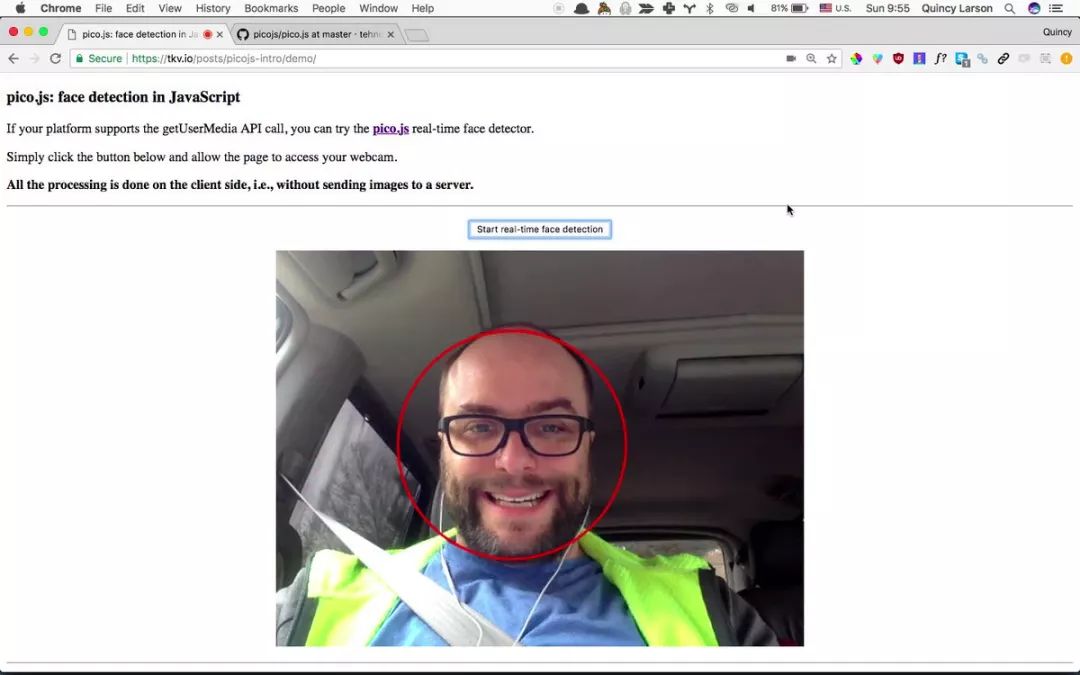 Chrome File Edit View History Bookmarks People Window Help 81% U.S. Sun 9:55 Quincy Larson
pico.js: face detection in Ja picojs/pico.js at master · tehn Quincy
Secure https://tkv.io/posts/picojs-intro/demo/ f?
pico.js: face detection in JavaScript
If your platform supports the getUserMedia API call, you can try the pico.js real-time face detector.
Simply click the button below and allow the page to access your webcam.
All the processing is done on the client side, i.e., without sending images to a server.
Start real-time face detection